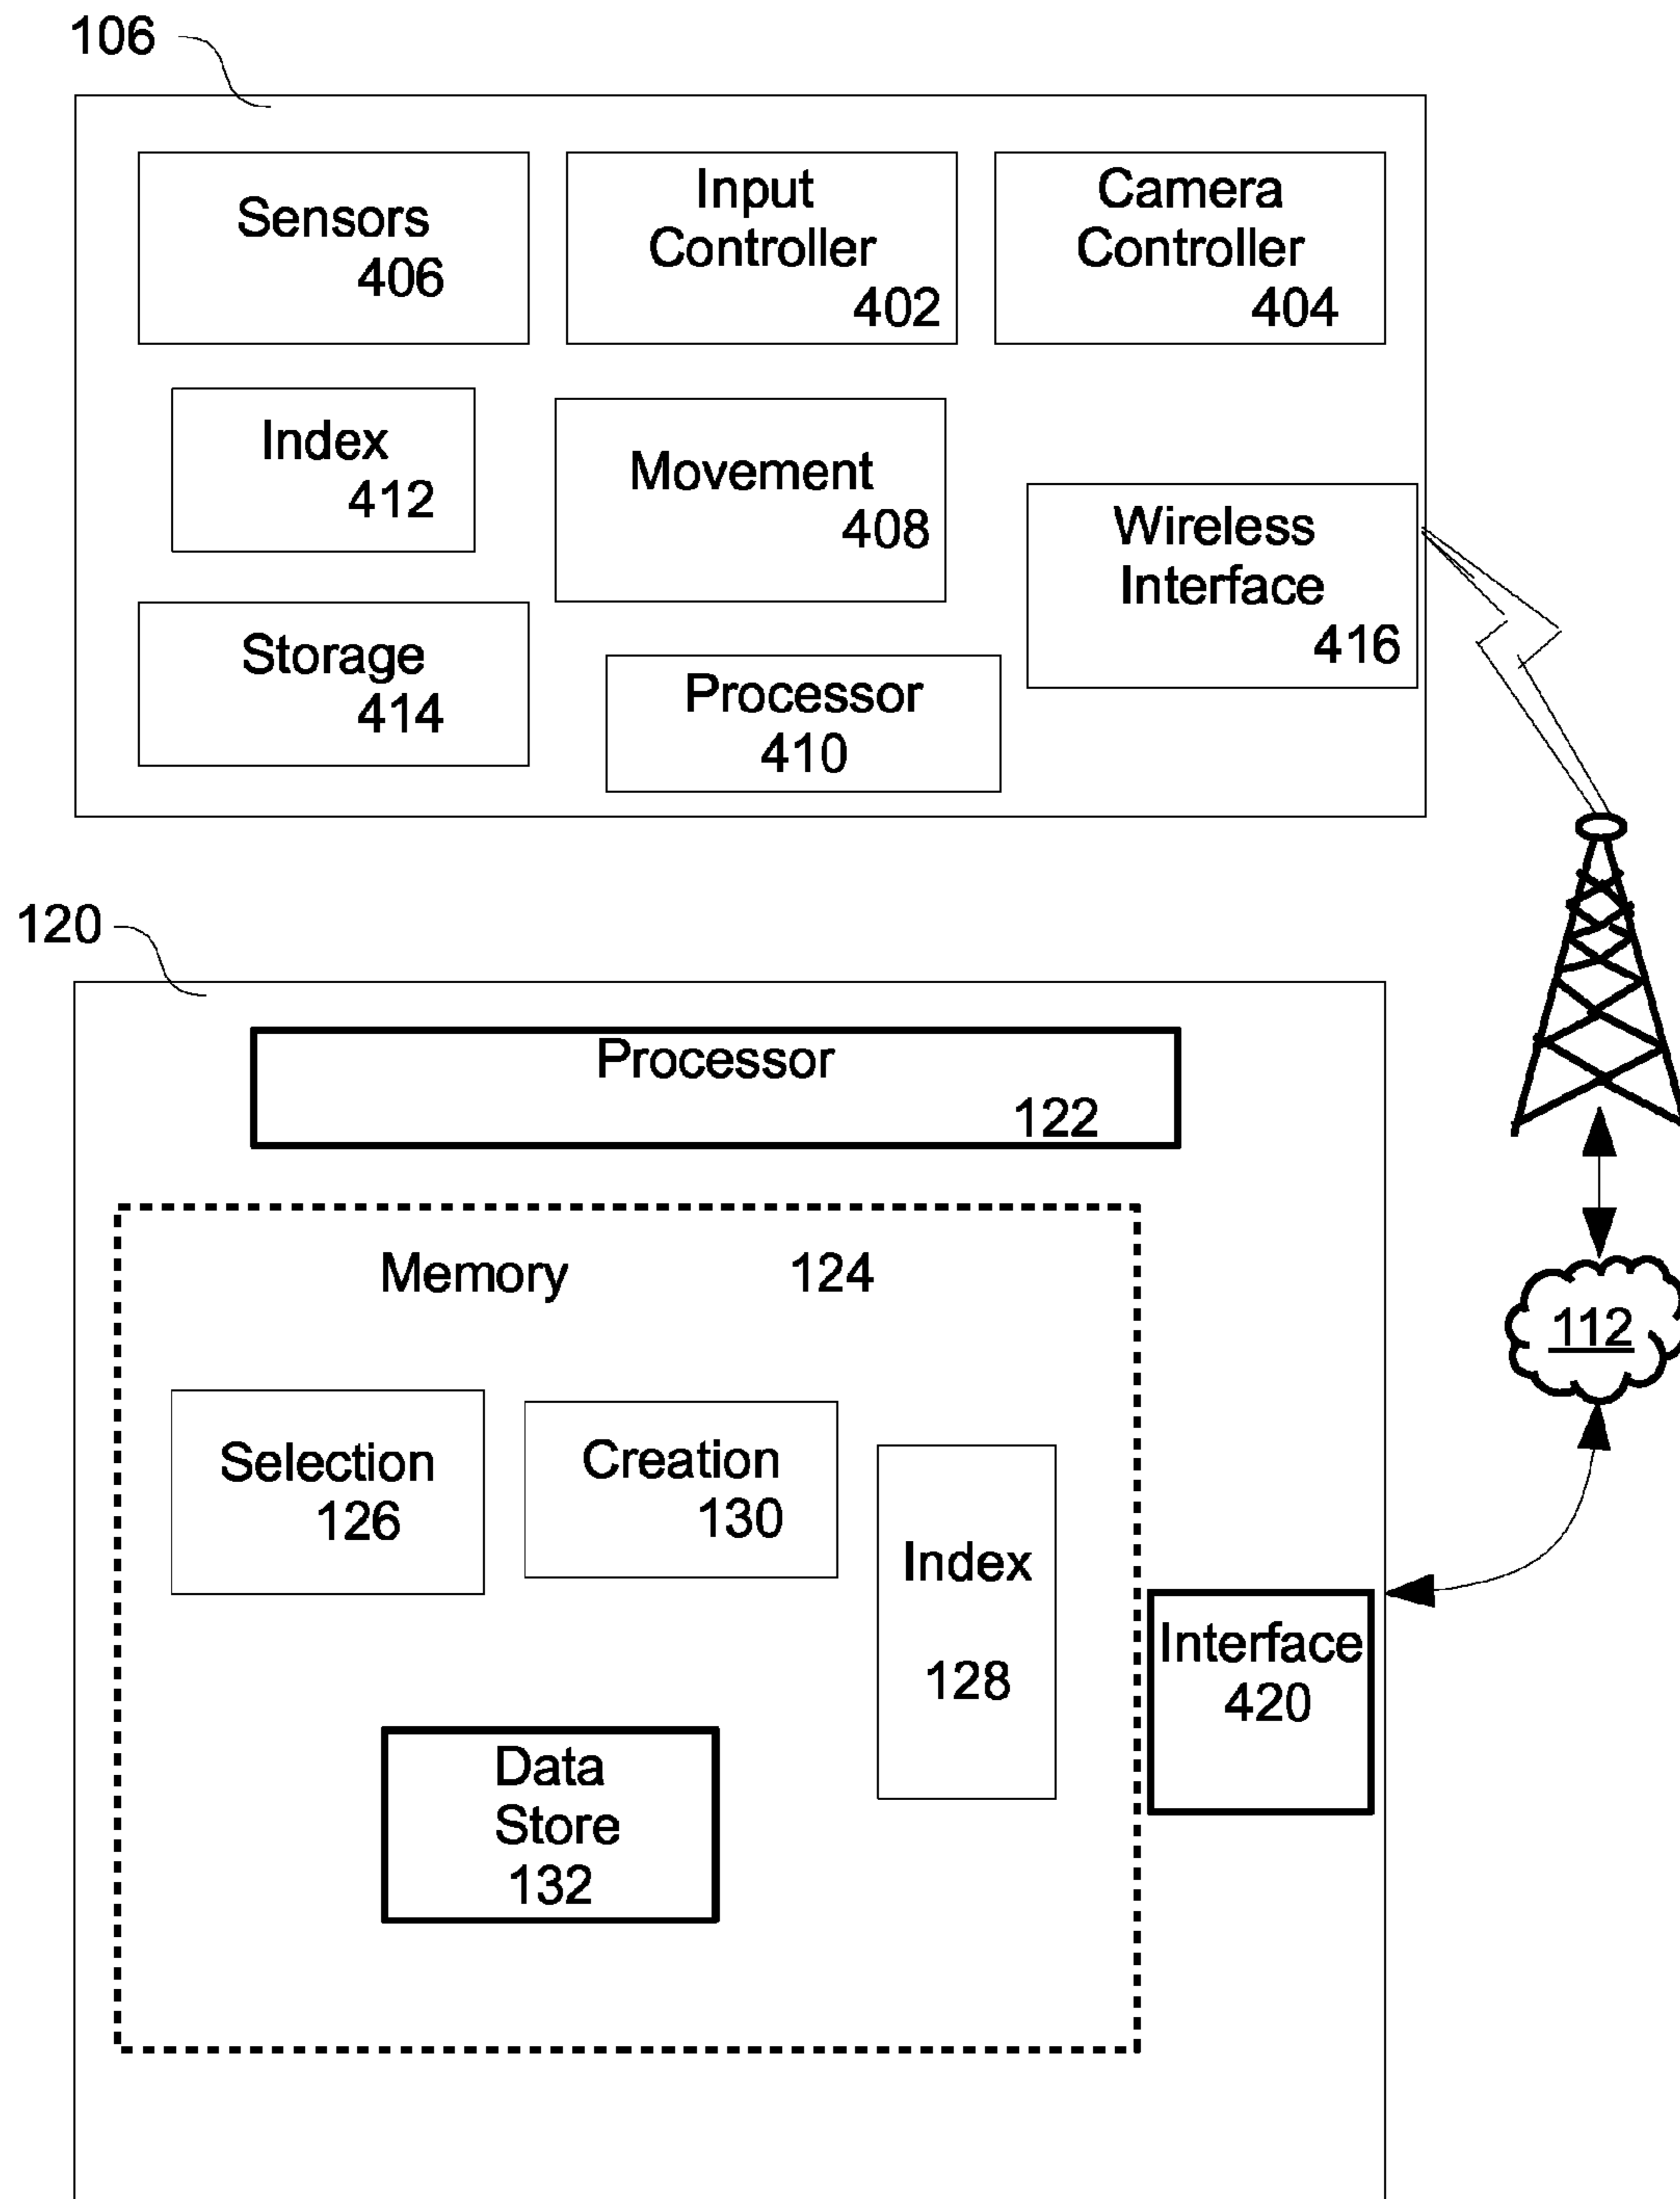 106
Sensors
406
Input
Controller
402
Camera
Controller
404
Index
412
Movement
408
Wireless
Interface
416
Storage
414
Processor
410
120
Processor
122
Memory 124
112
Selection
126
Creation
130
Index
128
Interface
420
Data
Store
132